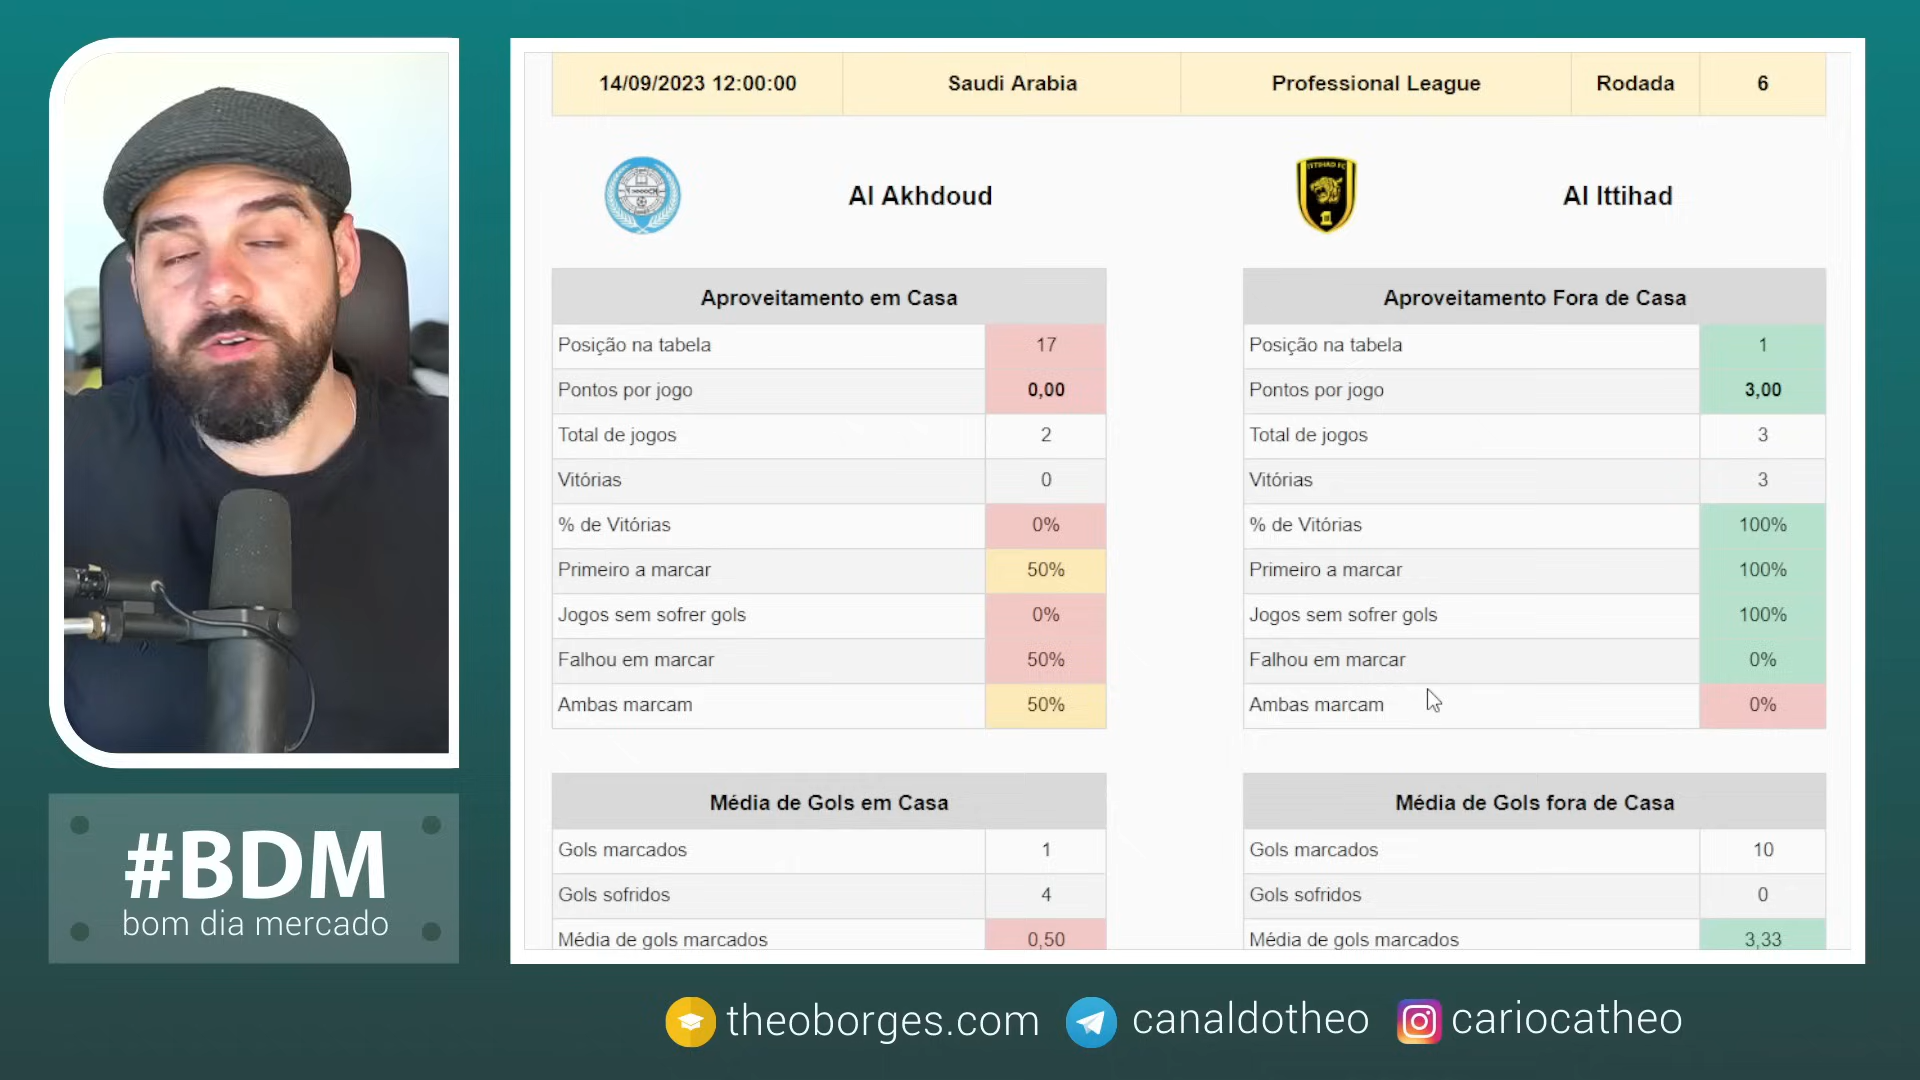 14/09/2023 12:00:00 Saudi Arabia Professional League Rodada 6
Al Akhdoud
ITTIHAD FC
1
Al Ittihad
Aproveitamento em Casa
Posição na tabela 17
Pontos por jogo 0,00
Total de jogos 2
Vitórias 0
% de Vitórias 0%
Primeiro a marcar 50%
Jogos sem sofrer gols 0%
Falhou em marcar 50%
Ambas marcam 50%
Aproveitamento Fora de Casa
Posição na tabela 1
Pontos por jogo 3,00
Total de jogos 3
Vitórias 3
% de Vitórias 100%
Primeiro a marcar 100%
Jogos sem sofrer gols 100%
Falhou em marcar 0%
Ambas marcam 0%
Média de Gols em Casa
Gols marcados 1
Gols sofridos 4
Média de gols marcados 0,50
Média de Gols fora de Casa
Gols marcados 10
Gols sofridos 0
Média de gols marcados 3,33
#BDM
bom dia mercado
theoborges.com
canaldotheo
cariocatheo